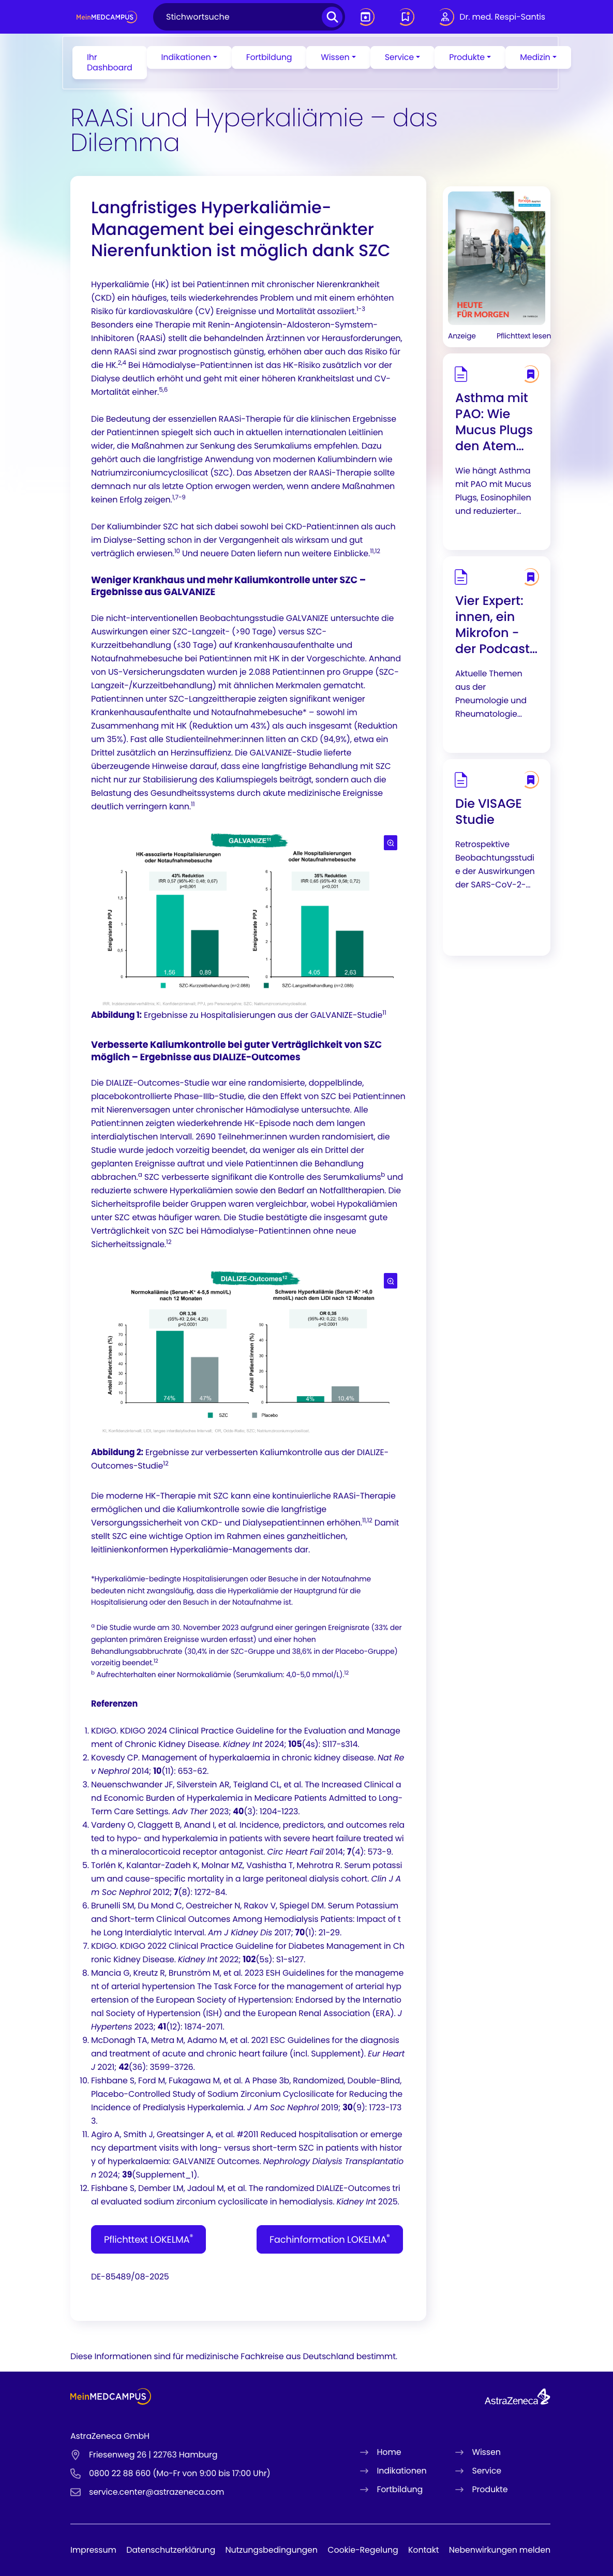 MeinMEDCAMPUS
Stichwortsuche
Dr. med. Respi-Santis
Ihr
Dashboard
Indikationen
Fortbildung
Wissen
Service
Produkte
Medizin
RAASi und Hyperkaliämie – das
Dilemma
Langfristiges Hyperkaliämie-
Management bei eingeschränkter
Nierenfunktion ist möglich dank SZC
Hyperkaliämie (HK) ist bei Patient:innen mit chronischer Nierenkrankheit
(CKD) ein häufiges, teils wiederkehrendes Problem und mit einem erhöhten
Risiko für kardiovaskuläre (CV) Ereignisse und Mortalität assoziiert.1-3
Besonders eine Therapie mit Renin-Angiotensin-Aldosteron-Symstem-
Inhibitoren (RAASi) stellt die behandelnden Ärzt:innen vor Herausforderungen,
denn RAASi sind zwar prognostisch günstig, erhöhen aber auch das Risiko für
die HK.2,4 Bei Hämodialyse-Patient:innen ist das HK-Risiko zusätzlich vor der
Dialyse deutlich erhöht und geht mit einer höheren Krankheitslast und CV-
Mortalität einher.5,6
Die Bedeutung der essenziellen RAASi-Therapie für die klinischen Ergebnisse
der Patient:innen spiegelt sich auch in aktuellen internationalen Leitlinien
wider, die Maßnahmen zur Senkung des Serumkaliums empfehlen. Dazu
gehört auch die langfristige Anwendung von modernen Kaliumbindern wie
Natriumzirconiumcyclosilicat (SZC). Das Absetzen der RAASi-Therapie sollte
demnach nur als letzte Option erwogen werden, wenn andere Maßnahmen
keinen Erfolg zeigen.1,7-9
Der Kaliumbinder SZC hat sich dabei sowohl bei CKD-Patient:innen als auch
im Dialyse-Setting schon in der Vergangenheit als wirksam und gut
verträglich erwiesen.10 Und neuere Daten liefern nun weitere Einblicke.11,12
Weniger Krankhaus und mehr Kaliumkontrolle unter SZC –
Ergebnisse aus GALVANIZE
Die nicht-interventionellen Beobachtungsstudie GALVANIZE untersuchte die
Auswirkungen einer SZC-Langzeit- (>90 Tage) versus SZC-
Kurzzeitbehandlung (≤30 Tage) auf Krankenhausaufenthalte und
Notaufnahmebesuche bei Patient:innen mit HK in der Vorgeschichte. Anhand
von US-Versicherungsdaten wurden je 2.088 Patient:innen pro Gruppe (SZC-
Langzeit-/Kurzzeitbehandlung) mit ähnlichen Merkmalen gematcht.
Patient:innen unter SZC-Langzeittherapie zeigten signifikant weniger
Krankenhausaufenthalte und Notaufnahmebesuche* – sowohl im
Zusammenhang mit HK (Reduktion um 43%) als auch insgesamt (Reduktion
um 35%). Fast alle Studienteilnehmer:innen litten an CKD (94,9%), etwa ein
Drittel zusätzlich an Herzinsuffizienz. Die GALVANIZE-Studie lieferte
überzeugende Hinweise darauf, dass eine langfristige Behandlung mit SZC
nicht nur zur Stabilisierung des Kaliumspiegels beiträgt, sondern auch die
Belastung des Gesundheitssystems durch akute medizinische Ereignisse
deutlich verringern kann.11
GALVANIZE11
HK-assoziierte Hospitalisierungen
oder Notaufnahmebesuche
Alle Hospitalisierungen
oder Notaufnahmebesuche
43% Reduktion
IRR 0,57 (95%-KI: 0,48; 0,67)
p<0,001
35% Reduktion
IRR 0,65 (95%-KI: 0,58; 0,72)
p<0,001
Ereignisrate PPJ
2
1,5
1
0,5
0
1,56
0,89
Ereignisrate PPJ
6
5
4
3
2
1
0
4,05
2,63
SZC-Kurzzeitbehandlung (n=2.088)
SZC-Langzeitbehandlung (n=2.088)
Abbildung 1: Ergebnisse zu Hospitalisierungen aus der GALVANIZE-Studie11
Verbesserte Kaliumkontrolle bei guter Verträglichkeit von SZC
möglich – Ergebnisse aus DIALIZE-Outcomes
Die DIALIZE-Outcomes-Studie war eine randomisierte, doppelblinde,
placebokontrollierte Phase-IIIb-Studie, die den Effekt von SZC bei Patient:innen
mit Nierenversagen unter chronischer Hämodialyse untersuchte. Alle
Patient:innen zeigten wiederkehrende HK-Episode nach dem langen
interdialytischen Intervall. 2690 Teilnehmer:innen wurden randomisiert, die
Studie wurde jedoch vorzeitig beendet, da weniger als ein Drittel der
geplanten Ereignisse auftrat und viele Patient:innen die Behandlung
abbrachen.a SZC verbesserte signifikant die Kontrolle des Serumkaliumsb und
reduzierte schwere Hyperkaliämien sowie den Bedarf an Notfalltherapien. Die
Sicherheitsprofile beider Gruppen waren vergleichbar, wobei Hypokaliämien
unter SZC etwas häufiger waren. Die Studie bestätigte die insgesamt gute
Verträglichkeit von SZC bei Hämodialyse-Patient:innen ohne neue
Sicherheitssignale.12
DIALIZE-Outcomes12
Normokaliämie (Serum-K+ 4-5,5 mmol/L)
nach 12 Monaten
Schwere Hyperkaliämie (Serum-K+ >6,0
mmol/L) nach dem LIDI nach 12 Monaten
OR 3,38
(95%-KI: 2,64; 4,26)
p<0,0001
OR 0,35
(95%-KI: 0,22; 0,56)
p<0,0001
Anteil Patient:innen (%)
80
70
60
50
40
30
20
10
0
74%
47%
Anteil Patient:innen (%)
50
40
30
20
10
0
4%
10,4%
SZC
Placebo
Abbildung 2: Ergebnisse zur verbesserten Kaliumkontrolle aus der DIALIZE-
Outcomes-Studie12
Die moderne HK-Therapie mit SZC kann eine kontinuierliche RAASi-Therapie
ermöglichen und die Kaliumkontrolle sowie die langfristige
Versorgungssicherheit von CKD- und Dialysepatient:innen erhöhen.11,12 Damit
stellt SZC eine wichtige Option im Rahmen eines ganzheitlichen,
leitlinienkonformen Hyperkaliämie-Managements dar.
*Hyperkaliämie-bedingte Hospitalisierungen oder Besuche in der Notaufnahme
bedeuten nicht zwangsläufig, dass die Hyperkaliämie der Hauptgrund für die
Hospitalisierung oder den Besuch in der Notaufnahme ist.
a Die Studie wurde am 30. November 2023 aufgrund einer geringen Ereignisrate (33% der
geplanten primären Ereignisse wurden erfasst) und einer hohen
Behandlungsabbruchrate (30,4% in der SZC-Gruppe und 38,6% in der Placebo-Gruppe)
vorzeitig beendet.12
b Aufrechterhalten einer Normokaliämie (Serumkalium: 4,0-5,0 mmol/L).12
Referenzen
1. KDIGO. KDIGO 2024 Clinical Practice Guideline for the Evaluation and Manage
ment of Chronic Kidney Disease. Kidney Int 2024; 105(4s): S117-s314.
2. Kovesdy CP. Management of hyperkalaemia in chronic kidney disease. Nat Re
v Nephrol 2014; 10(11): 653-62.
3. Neuenschwander JF, Silverstein AR, Teigland CL, et al. The Increased Clinical a
nd Economic Burden of Hyperkalemia in Medicare Patients Admitted to Long-
Term Care Settings. Adv Ther 2023; 40(3): 1204-1223.
4. Vardeny O, Claggett B, Anand I, et al. Incidence, predictors, and outcomes rela
ted to hypo- and hyperkalemia in patients with severe heart failure treated wi
th a mineralocorticoid receptor antagonist. Circ Heart Fail 2014; 7(4): 573-9.
5. Torlén K, Kalantar-Zadeh K, Molnar MZ, Vashistha T, Mehrotra R. Serum potassi
um and cause-specific mortality in a large peritoneal dialysis cohort. Clin J A
m Soc Nephrol 2012; 7(8): 1272-84.
6. Brunelli SM, Du Mond C, Oestreicher N, Rakov V, Spiegel DM. Serum Potassium
and Short-term Clinical Outcomes Among Hemodialysis Patients: Impact of t
he Long Interdialytic Interval. Am J Kidney Dis 2017; 70(1): 21-29.
7. KDIGO. KDIGO 2022 Clinical Practice Guideline for Diabetes Management in Ch
ronic Kidney Disease. Kidney Int 2022; 102(5s): S1-s127.
8. Mancia G, Kreutz R, Brunström M, et al. 2023 ESH Guidelines for the manageme
nt of arterial hypertension The Task Force for the management of arterial hyp
ertension of the European Society of Hypertension: Endorsed by the Internatio
nal Society of Hypertension (ISH) and the European Renal Association (ERA). J
Hypertens 2023; 41(12): 1874-2071.
9. McDonagh TA, Metra M, Adamo M, et al. 2021 ESC Guidelines for the diagnosis
and treatment of acute and chronic heart failure (incl. Supplement). Eur Heart
J 2021; 42(36): 3599-3726.
10. Fishbane S, Ford M, Fukagawa M, et al. A Phase 3b, Randomized, Double-Blind,
Placebo-Controlled Study of Sodium Zirconium Cyclosilicate for Reducing the
Incidence of Predialysis Hyperkalemia. J Am Soc Nephrol 2019; 30(9): 1723-173
3.
11. Agiro A, Smith J, Greatsinger A, et al. #2011 Reduced hospitalisation or emerge
ncy department visits with long- versus short-term SZC in patients with histor
y of hyperkalaemia: GALVANIZE Outcomes. Nephrology Dialysis Transplantatio
n 2024; 39(Supplement_1).
12. Fishbane S, Dember LM, Jadoul M, et al. The randomized DIALIZE-Outcomes tri
al evaluated sodium zirconium cyclosilicate in hemodialysis. Kidney Int 2025.
Pflichttext LOKELMA®
Fachinformation LOKELMA®
DE-85489/08-2025
HEUTE
FÜR MORGEN
Anzeige
Pflichttext lesen
Asthma mit
PAO: Wie
Mucus Plugs
den Atem...
Wie hängt Asthma
mit PAO mit Mucus
Plugs, Eosinophilen
und reduzierter...
Vier Expert:
innen, ein
Mikrofon -
der Podcast...
Aktuelle Themen
aus der
Pneumologie und
Rheumatologie...
Die VISAGE
Studie
Retrospektive
Beobachtungsstudi
e der Auswirkungen
der SARS-CoV-2-...
Diese Informationen sind für medizinische Fachkreise aus Deutschland bestimmt.
MeinMEDCAMPUS
AstraZeneca
AstraZeneca GmbH
Friesenweg 26 | 22763 Hamburg
0800 22 88 660 (Mo-Fr von 9:00 bis 17:00 Uhr)
service.center@astrazeneca.com
Home
Indikationen
Fortbildung
Wissen
Service
Produkte
Impressum
Datenschutzerklärung
Nutzungsbedingungen
Cookie-Regelung
Kontakt
Nebenwirkungen melden